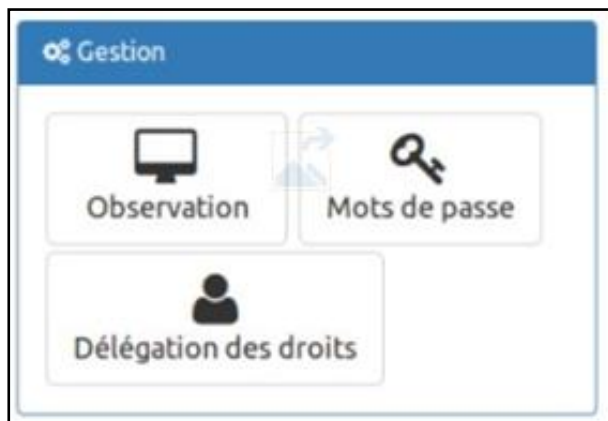 Gestion
Observation
Mots de passe
Délégation des droits